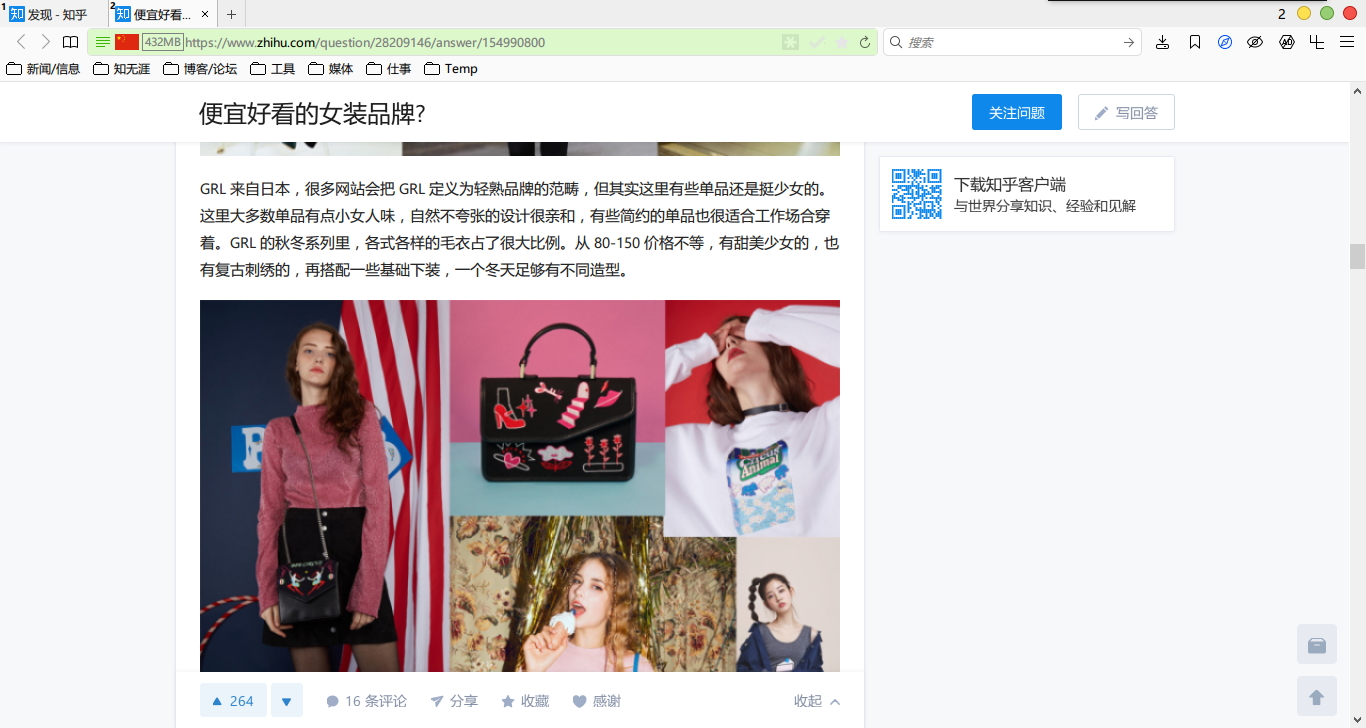 1
知 发现 - 知乎
2
知 便宜好看...
2
432MB https://www.zhihu.com/question/28209146/answer/154990800
搜索
新闻/信息 知无涯 博客/论坛 工具 媒体 仕事 Temp
便宜好看的女装品牌?
关注问题
写回答
GRL 来自日本，很多网站会把 GRL 定义为轻熟品牌的范畴，但其实这里有些单品还是挺少女的。
这里大多数单品有点小女人味，自然不夸张的设计很亲和，有些简约的单品也很适合工作场合穿
着。GRL 的秋冬系列里，各式各样的毛衣占了很大比例。从 80-150 价格不等，有甜美少女的，也
有复古刺绣的，再搭配一些基础下装，一个冬天足够有不同造型。
下载知乎客户端
与世界分享知识、经验和见解
Circus
Animal
264 16 条评论 分享 收藏 感谢 收起